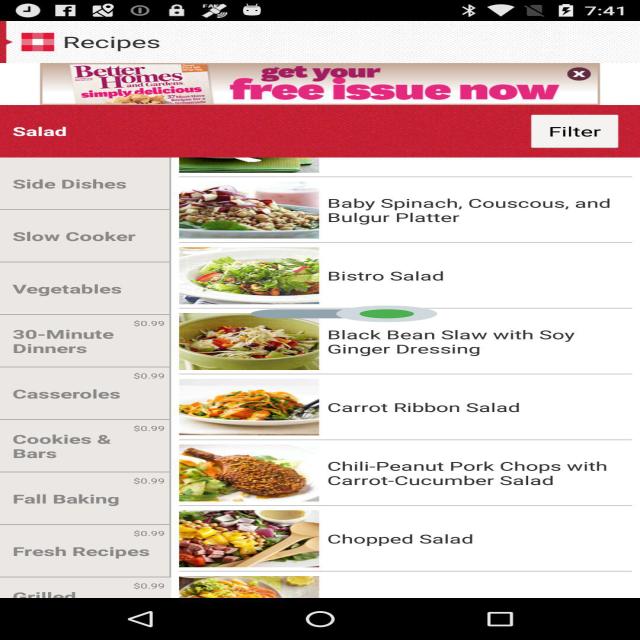 7:41
Recipes
Better
Homes
and Gardens
simply delicious
get your
free issue now
Salad
Filter
Side Dishes
Slow Cooker
Vegetables
$0.99
30-Minute
Dinners
$0.99
Casseroles
$0.99
Cookies &
Bars
$0.99
Fall Baking
$0.99
Fresh Recipes
$0.99
Grilled
Baby Spinach, Couscous, and
Bulgur Platter
Bistro Salad
Black Bean Slaw with Soy
Ginger Dressing
Carrot Ribbon Salad
Chili-Peanut Pork Chops with
Carrot-Cucumber Salad
Chopped Salad